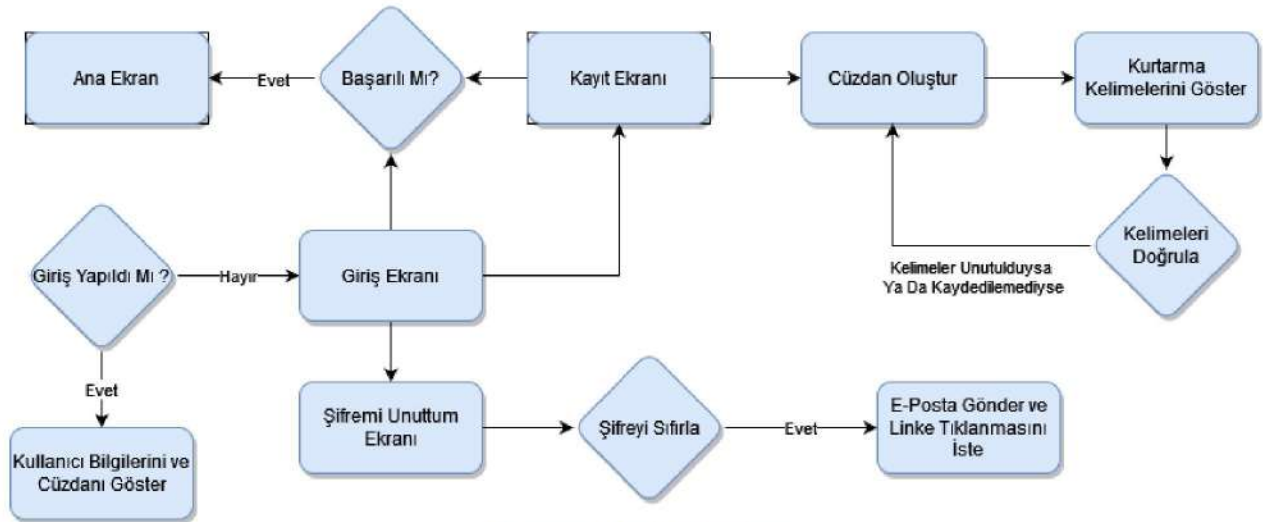 Ana Ekran
Evet
Başarılı Mı?
Kayıt Ekranı
Cüzdan Oluştur
Kurtarma
Kelimelerini Göster
Giriş Yapıldı Mı ?
Hayır
Giriş Ekranı
Kelimeler Unutulduysa
Ya Da Kaydedilemediyse
Kelimeleri
Doğrula
Evet
Kullanıcı Bilgilerini ve
Cüzdanı Göster
Şifremi Unuttum
Ekranı
Şifreyi Sıfırla
Evet
E-Posta Gönder ve
Linke Tıklanmasını
İste